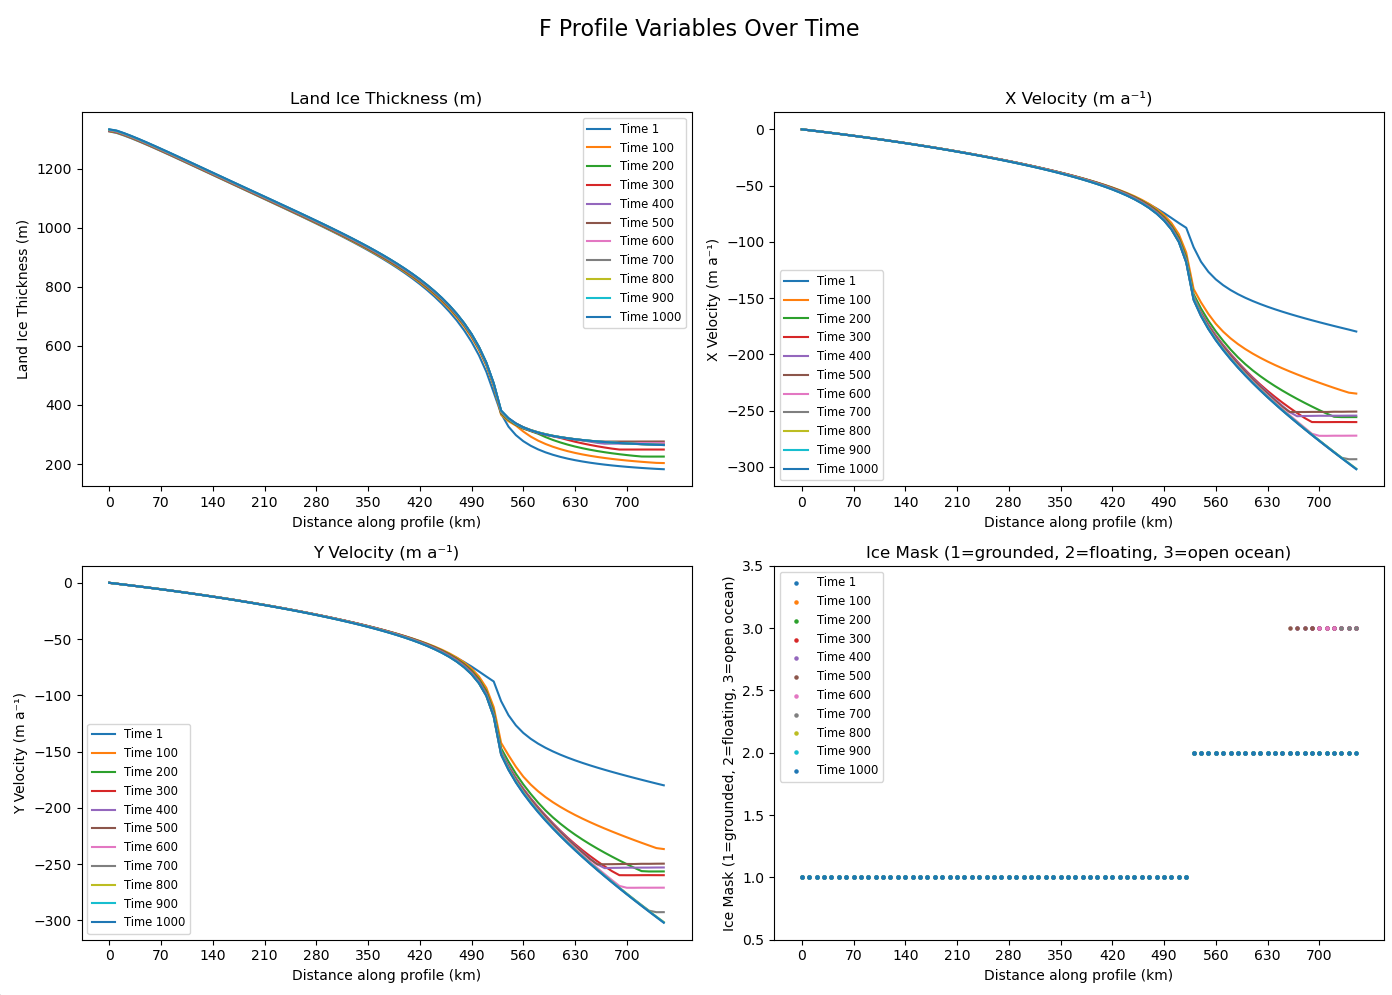 F Profile Variables Over Time
Land Ice Thickness (m)
Land Ice Thickness (m)
1200
1000
800
600
400
200
0 70 140 210 280 350 420 490 560 630 700
Distance along profile (km)
Time 1
Time 100
Time 200
Time 300
Time 400
Time 500
Time 600
Time 700
Time 800
Time 900
Time 1000
X Velocity (m a⁻¹)
X Velocity (m a⁻¹)
0
−50
−100
−150
−200
−250
−300
0 70 140 210 280 350 420 490 560 630 700
Distance along profile (km)
Time 1
Time 100
Time 200
Time 300
Time 400
Time 500
Time 600
Time 700
Time 800
Time 900
Time 1000
Y Velocity (m a⁻¹)
Y Velocity (m a⁻¹)
0
−50
−100
−150
−200
−250
−300
0 70 140 210 280 350 420 490 560 630 700
Distance along profile (km)
Time 1
Time 100
Time 200
Time 300
Time 400
Time 500
Time 600
Time 700
Time 800
Time 900
Time 1000
Ice Mask (1=grounded, 2=floating, 3=open ocean)
Ice Mask (1=grounded, 2=floating, 3=open ocean)
3.5
3.0
2.5
2.0
1.5
1.0
0.5
0 70 140 210 280 350 420 490 560 630 700
Distance along profile (km)
Time 1
Time 100
Time 200
Time 300
Time 400
Time 500
Time 600
Time 700
Time 800
Time 900
Time 1000